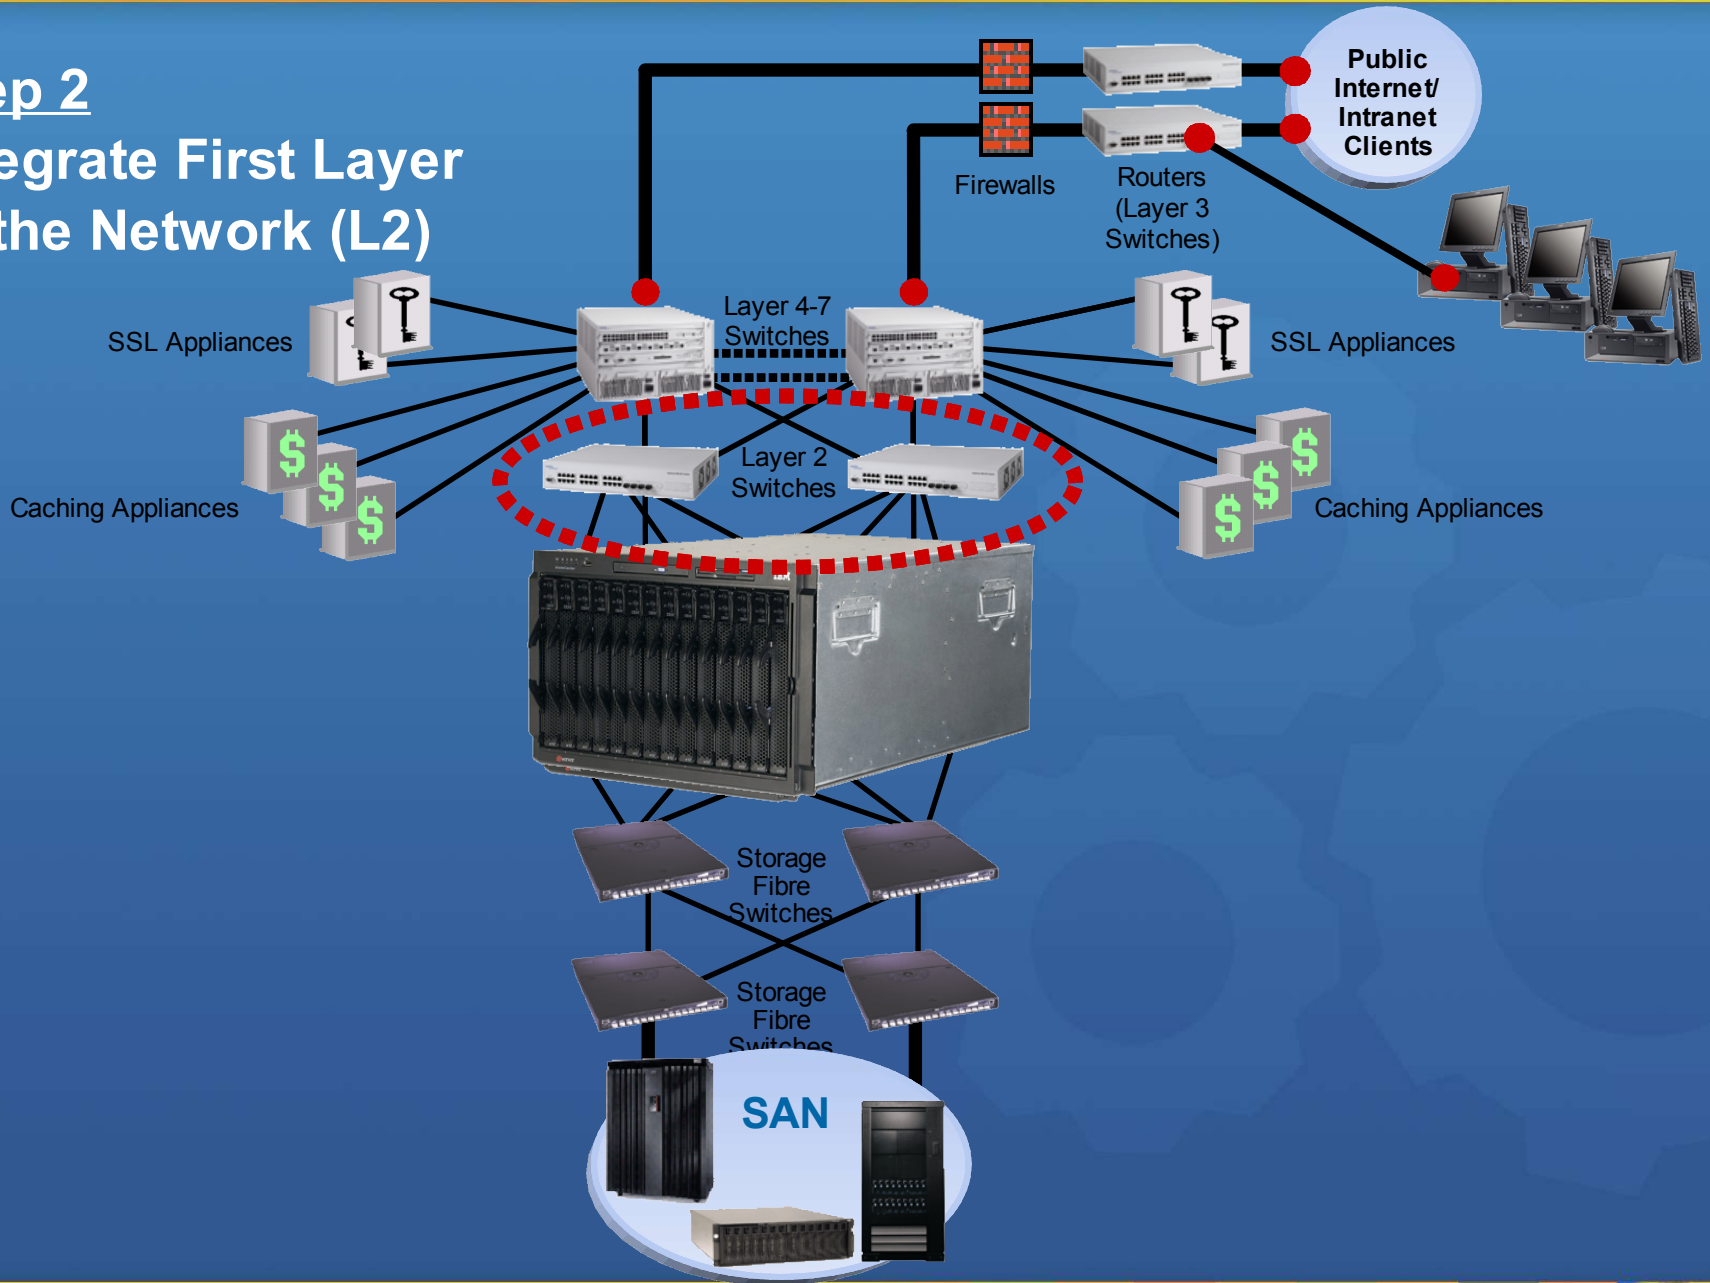 ep 2
egrate First Layer
the Network (L2)
Public
Internet/
Intranet
Clients
Firewalls
Routers
(Layer 3
Switches)
Layer 4-7
Switches
SSL Appliances
SSL Appliances
Layer 2
Switches
Caching Appliances
Caching Appliances
IBM
Storage
Fibre
Switches
Storage
Fibre
Switches
SAN